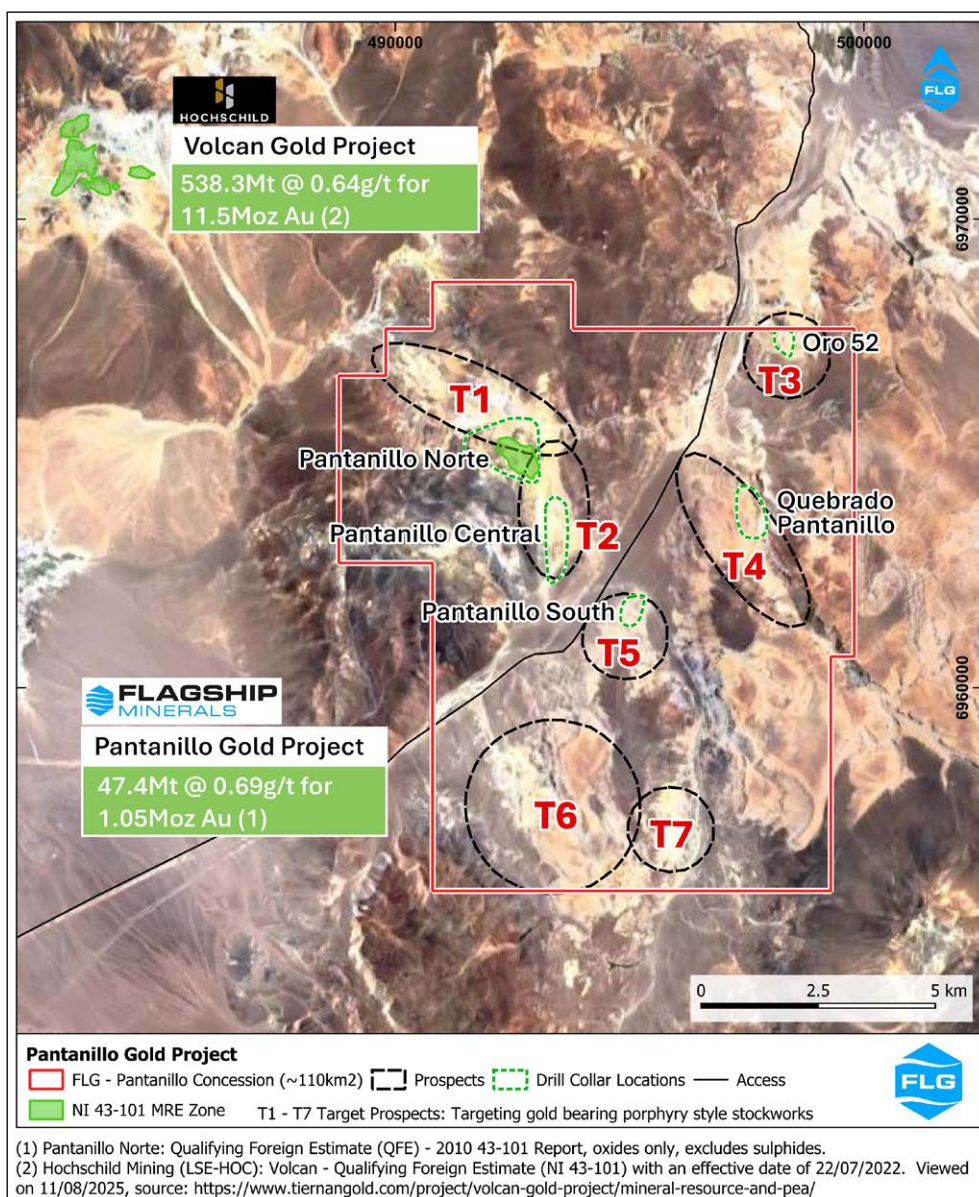 490000
500000
FLG
HOCHSCHILD
Volcan Gold Project
538.3Mt @ 0.64g/t for
11.5Moz Au (2)
6970000
Oro 52
T3
T1
Pantanillo Norte
Quebrado
Pantanillo
Pantanillo Central
T2
T4
Pantanillo South
T5
6960000
FLAGSHIP
MINERALS
Pantanillo Gold Project
47.4Mt @ 0.69g/t for
1.05Moz Au (1)
T6
T7
0 2.5 5 km
Pantanillo Gold Project
FLG - Pantanillo Concession (~110km2) Prospects Drill Collar Locations Access
NI 43-101 MRE Zone T1 - T7 Target Prospects: Targeting gold bearing porphyry style stockworks
FLG
(1) Pantanillo Norte: Qualifying Foreign Estimate (QFE) - 2010 43-101 Report, oxides only, excludes sulphides.
(2) Hochschild Mining (LSE-HOC): Volcan - Qualifying Foreign Estimate (NI 43-101) with an effective date of 22/07/2022. Viewed
on 11/08/2025, source: https://www.tiernangold.com/project/volcan-gold-project/mineral-resource-and-pea/